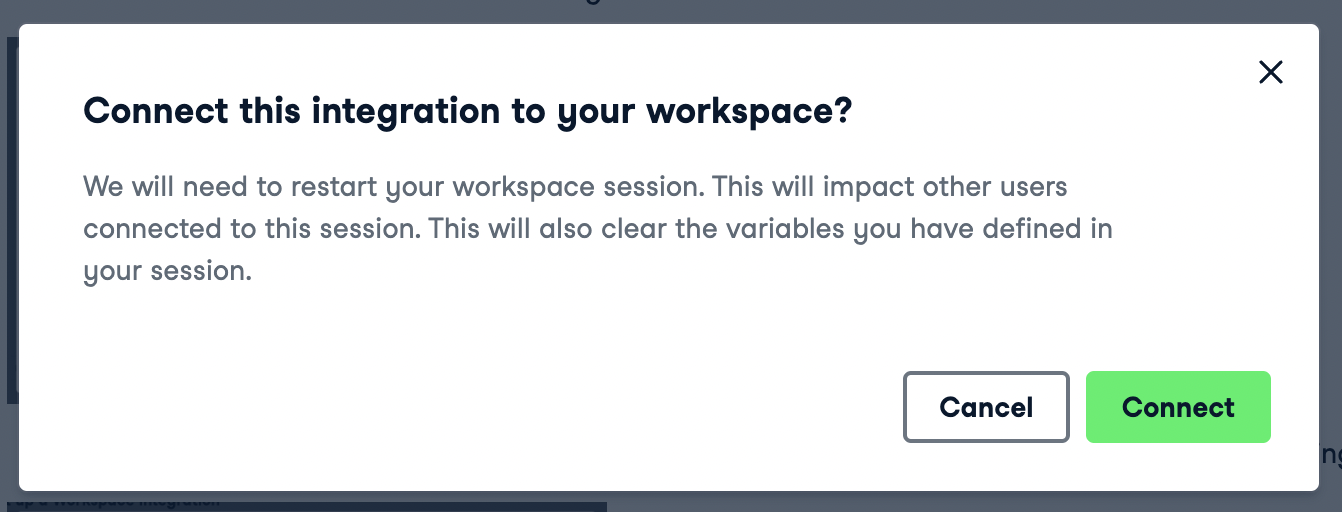 Connect this integration to your workspace?
We will need to restart your workspace session. This will impact other users
connected to this session. This will also clear the variables you have defined in
your session.
Cancel
Connect